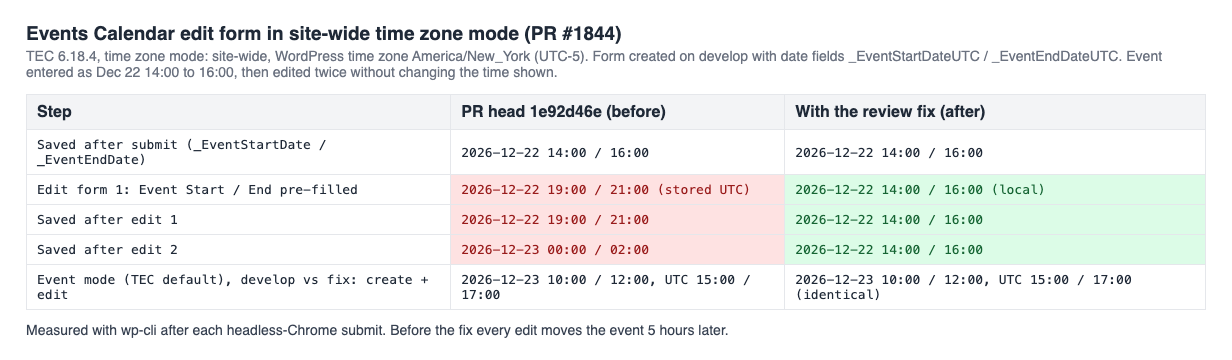 Events Calendar edit form in site-wide time zone mode (PR #1844)
TEC 6.18.4, time zone mode: site-wide, WordPress time zone America/New_York (UTC-5). Form created on develop with date fields _EventStartDateUTC / _EventEndDateUTC. Event
entered as Dec 22 14:00 to 16:00, then edited twice without changing the time shown.
Step PR head 1e92d46e (before) With the review fix (after)
Saved after submit (_EventStartDate /
_EventEndDate) 2026-12-22 14:00 / 16:00 2026-12-22 14:00 / 16:00
Edit form 1: Event Start / End pre-filled 2026-12-22 19:00 / 21:00 (stored UTC) 2026-12-22 14:00 / 16:00 (local)
Saved after edit 1 2026-12-22 19:00 / 21:00 2026-12-22 14:00 / 16:00
Saved after edit 2 2026-12-23 00:00 / 02:00 2026-12-22 14:00 / 16:00
Event mode (TEC default), develop vs fix: create + 2026-12-23 10:00 / 12:00, UTC 15:00 / 2026-12-23 10:00 / 12:00, UTC 15:00 / 17:00
edit 17:00 (identical)
Measured with wp-cli after each headless-Chrome submit. Before the fix every edit moves the event 5 hours later.